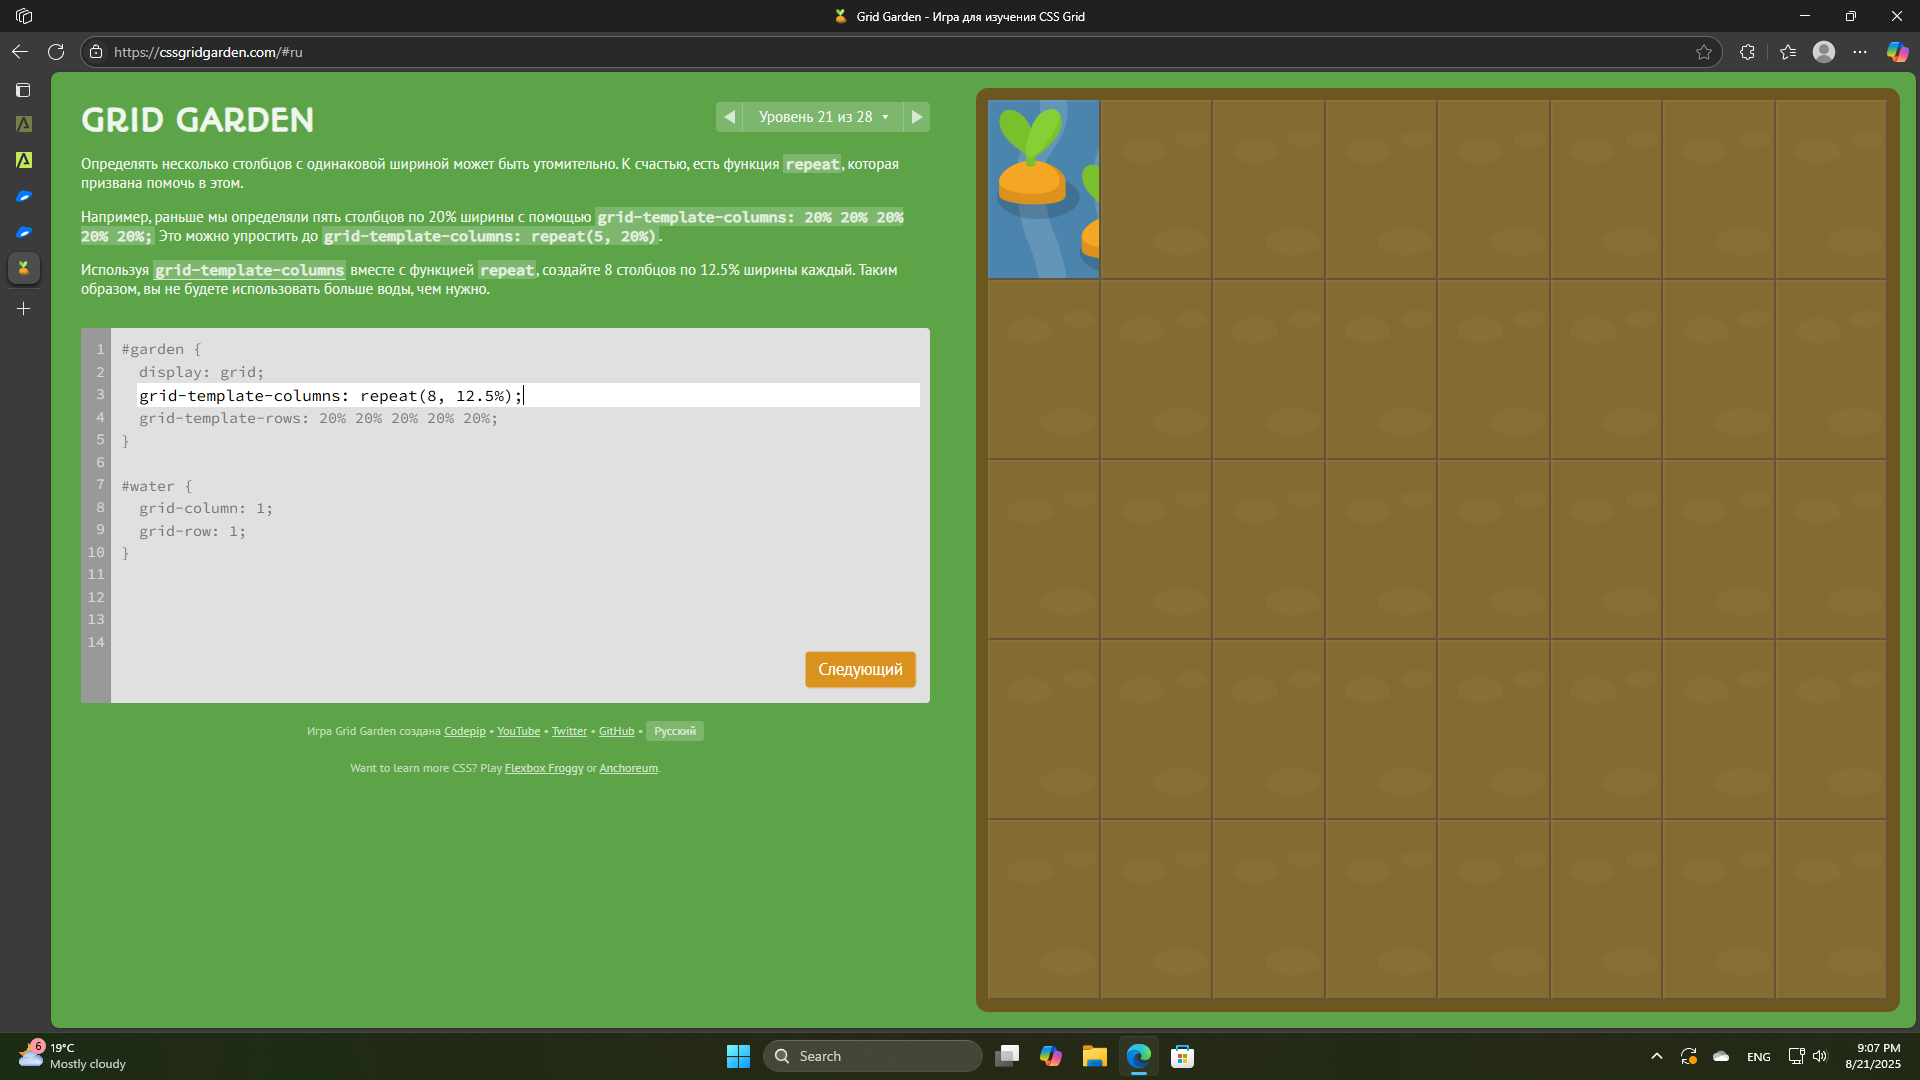 Grid Garden - Игра для изучения CSS Grid
https://cssgridgarden.com/#ru
GRID GARDEN
Уровень 21 из 28
Определять несколько столбцов с одинаковой шириной может быть утомительно. К счастью, есть функция repeat, которая
призвана помочь в этом.
Например, раньше мы определяли пять столбцов по 20% ширины с помощью grid-template-columns: 20% 20% 20%
20% 20%; Это можно упростить до grid-template-columns: repeat(5, 20%).
Используя grid-template-columns вместе с функцией repeat, создайте 8 столбцов по 12.5% ширины каждый. Таким
образом, вы не будете использовать больше воды, чем нужно.
1 #garden {
2 display: grid;
3 grid-template-columns: repeat(8, 12.5%);
4 grid-template-rows: 20% 20% 20% 20% 20%;
5 }
6
7 #water {
8 grid-column: 1;
9 grid-row: 1;
10 }
11
12
13
14
Следующий
Игра Grid Garden создана Codepip • YouTube • Twitter • GitHub • Русский
Want to learn more CSS? Play Flexbox Froggy or Anchoreum.
6
19°C
Mostly cloudy
Search
ENG
9:07 PM
8/21/2025